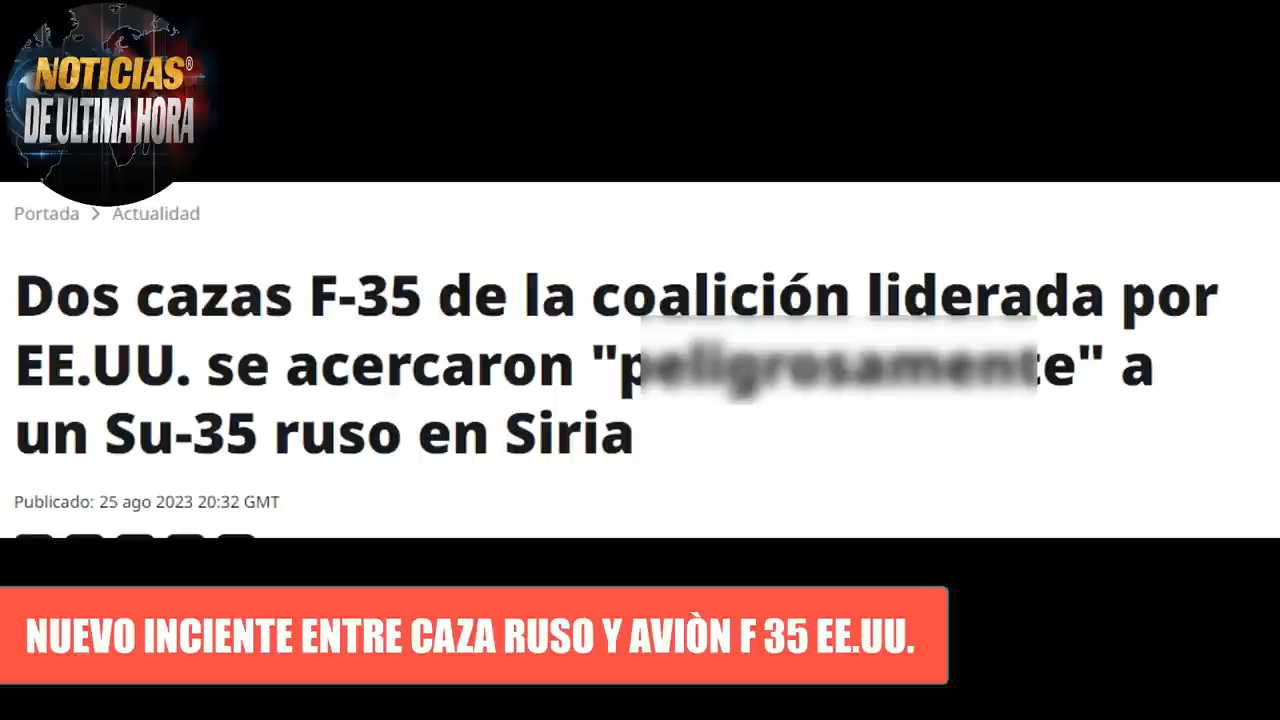 NOTICIAS®
DE ULTIMA HORA
Portada > Actualidad
Dos cazas F-35 de la coalición liderada por
EE.UU. se acercaron "peligrosamente" a
un Su-35 ruso en Siria
Publicado: 25 ago 2023 20:32 GMT
NUEVO INCIENTE ENTRE CAZA RUSO Y AVIÒN F 35 EE.UU.